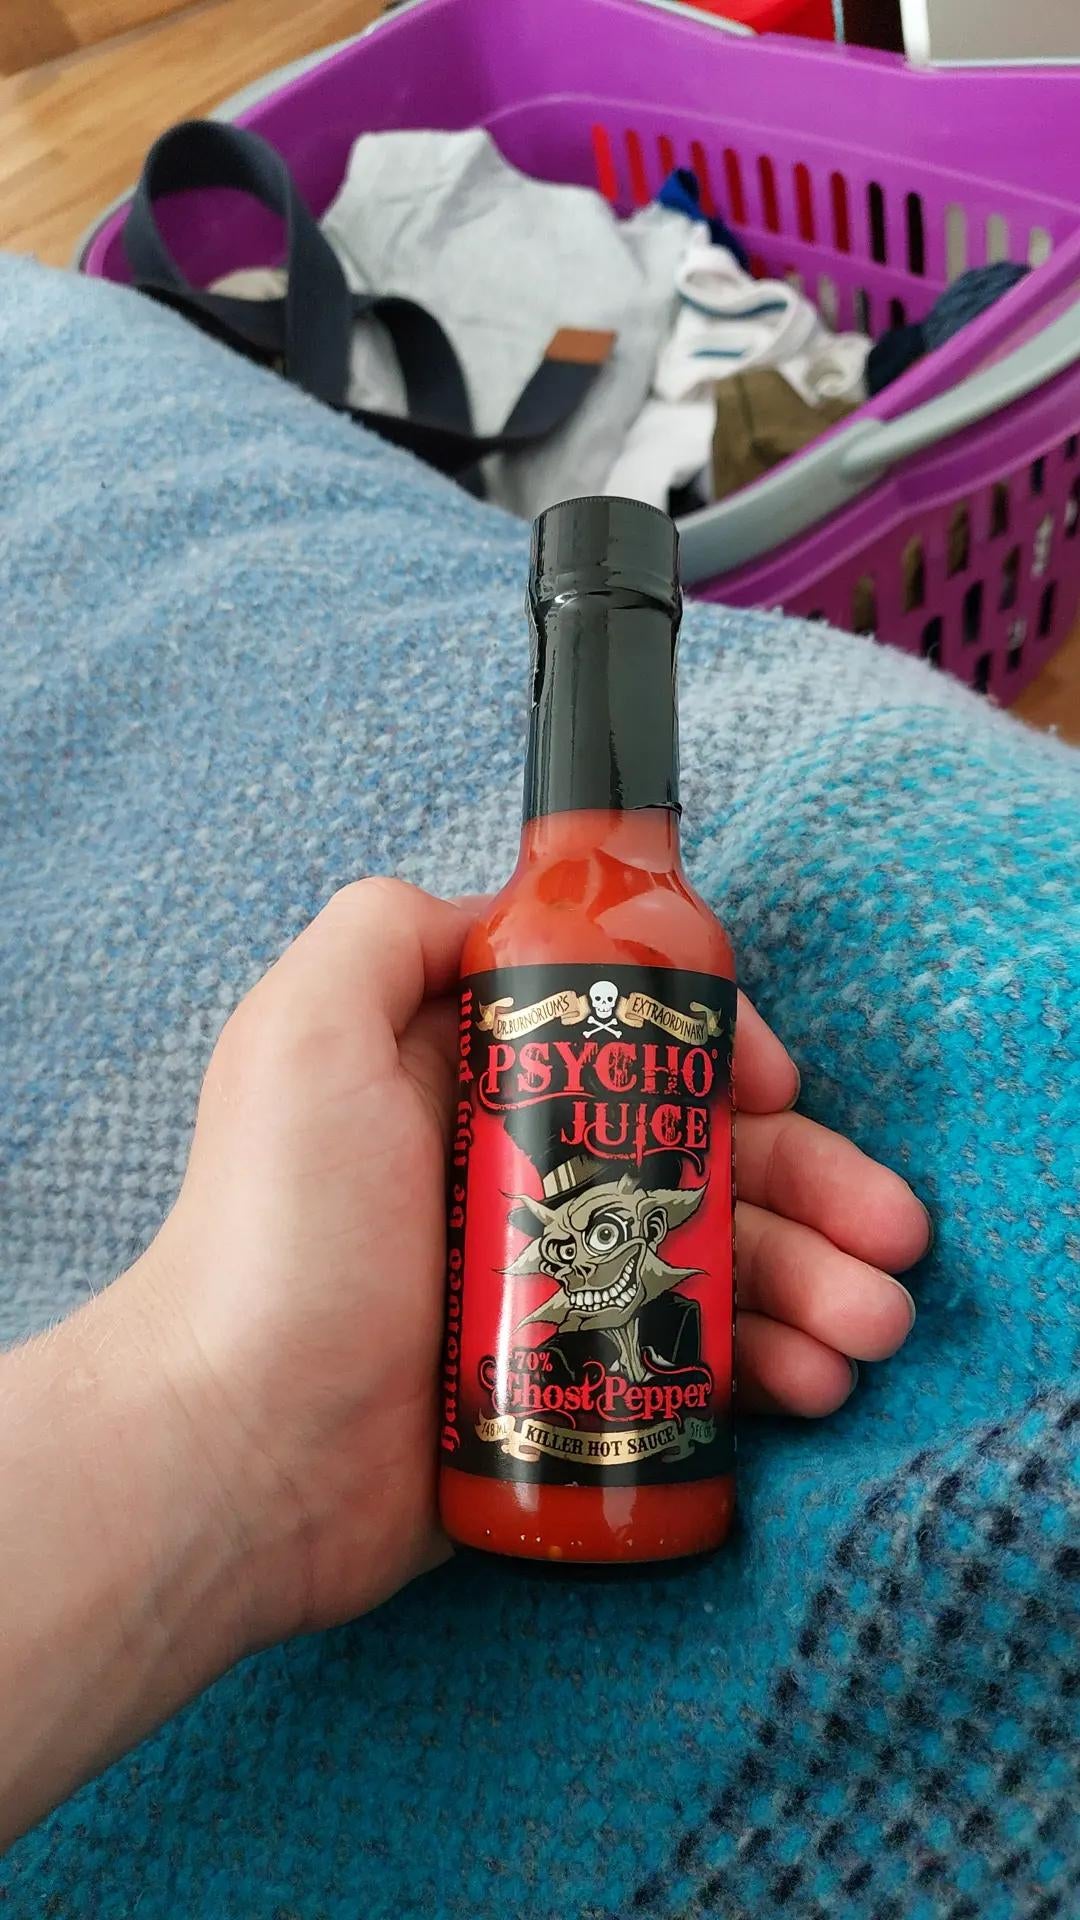 DR. BURNÖRIUM'S EXTRAORDINARY
PSYCHO®
JUICE
70%
Ghost Pepper
148 ML KILLER HOT SAUCE 5 FL OZ
Hallowed be thy pain